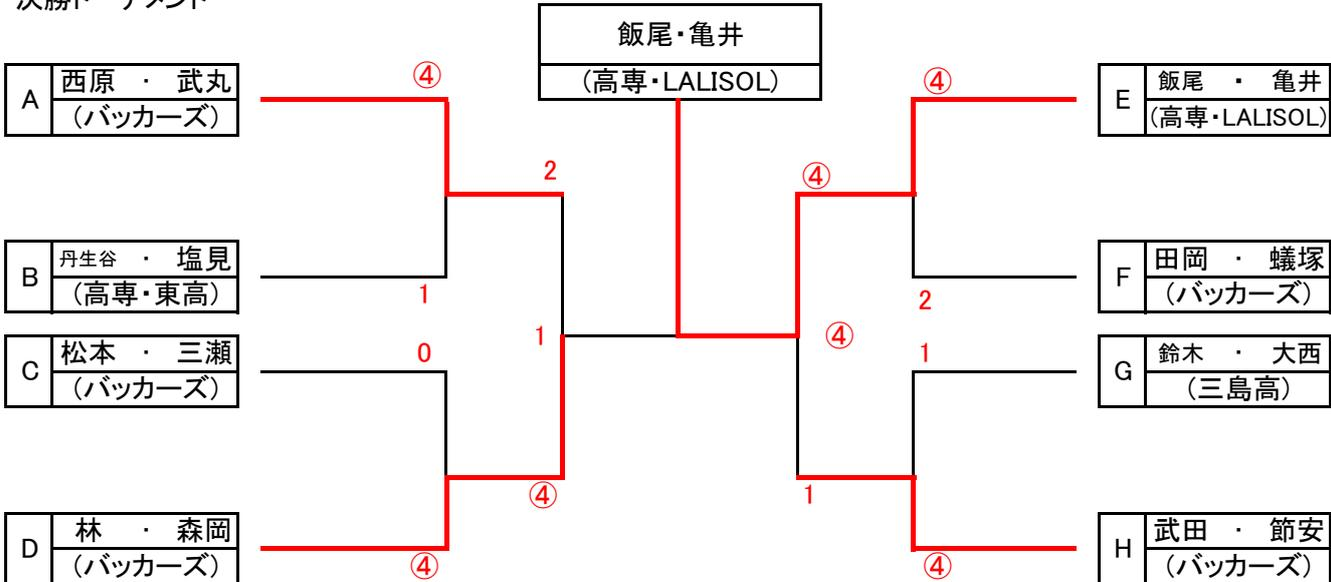 決勝トーナメント
飯尾・亀井
(高専・LALISOL)
A
西原 ・ 武丸
(バッカーズ)
④
B
丹生谷 ・ 塩見
(高専・東高)
1
2
C
松本 ・ 三瀬
(バッカーズ)
0
D
林 ・ 森岡
(バッカーズ)
④
④
1
④
④
E
飯尾 ・ 亀井
(高専・LALISOL)
④
F
田岡 ・ 蟻塚
(バッカーズ)
2
G
鈴木 ・ 大西
(三島高)
1
H
武田 ・ 節安
(バッカーズ)
④
1